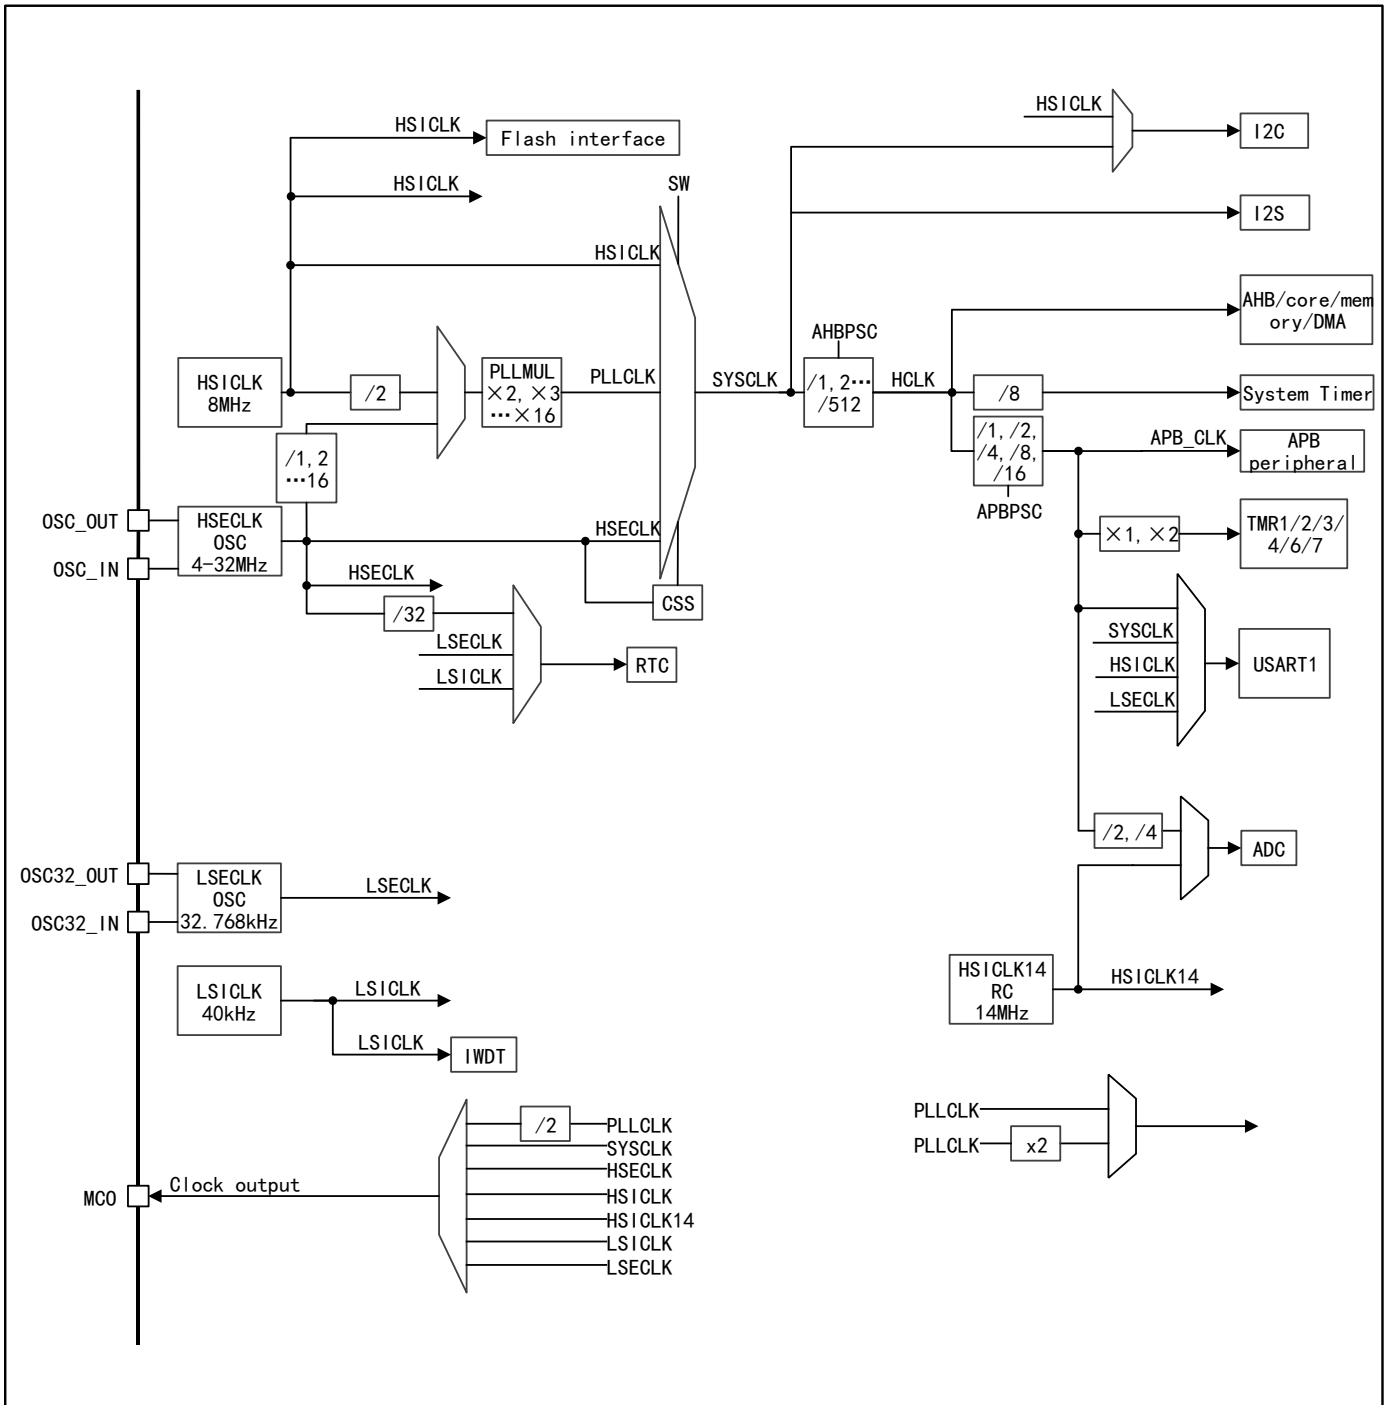 HSICLK
HSICLK
Flash interface
I2C
HSICLK
SW
I2S
HSICLK
AHB/core/mem
ory/DMA
AHBPSC
HSICLK
8MHz
/2
PLLMUL
×2, ×3
…×16
PLLCLK
SYSCLK
/1, 2…
/512
HCLK
/8
System Timer
/1, 2
…16
/1, /2,
/4, /8,
/16
APBPSC
APB_CLK
APB
peripheral
OSC_OUT
OSC_IN
HSECLK
OSC
4-32MHz
HSECLK
×1, ×2
TMR1/2/3/
4/6/7
HSECLK
/32
CSS
LSECLK
LSICLK
RTC
SYSCLK
HSICLK
LSECLK
USART1
/2, /4
ADC
OSC32_OUT
OSC32_IN
LSECLK
OSC
32.768kHz
LSECLK
LSICLK
40kHz
LSICLK
LSICLK
IWDT
HSICLK14
RC
14MHz
HSICLK14
/2
PLLCLK
SYSCLK
HSECLK
HSICLK
HSICLK14
LSICLK
LSECLK
MCO
Clock output
PLLCLK
PLLCLK
x2